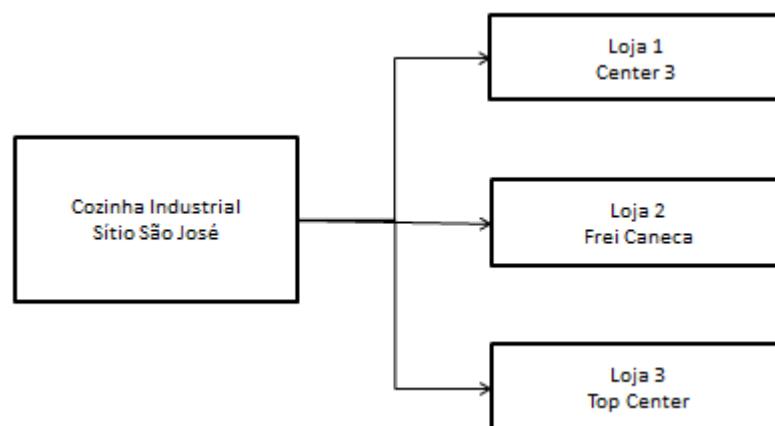 Cozinha Industrial
Sítio São José
Loja 1
Center 3
Loja 2
Frei Caneca
Loja 3
Top Center